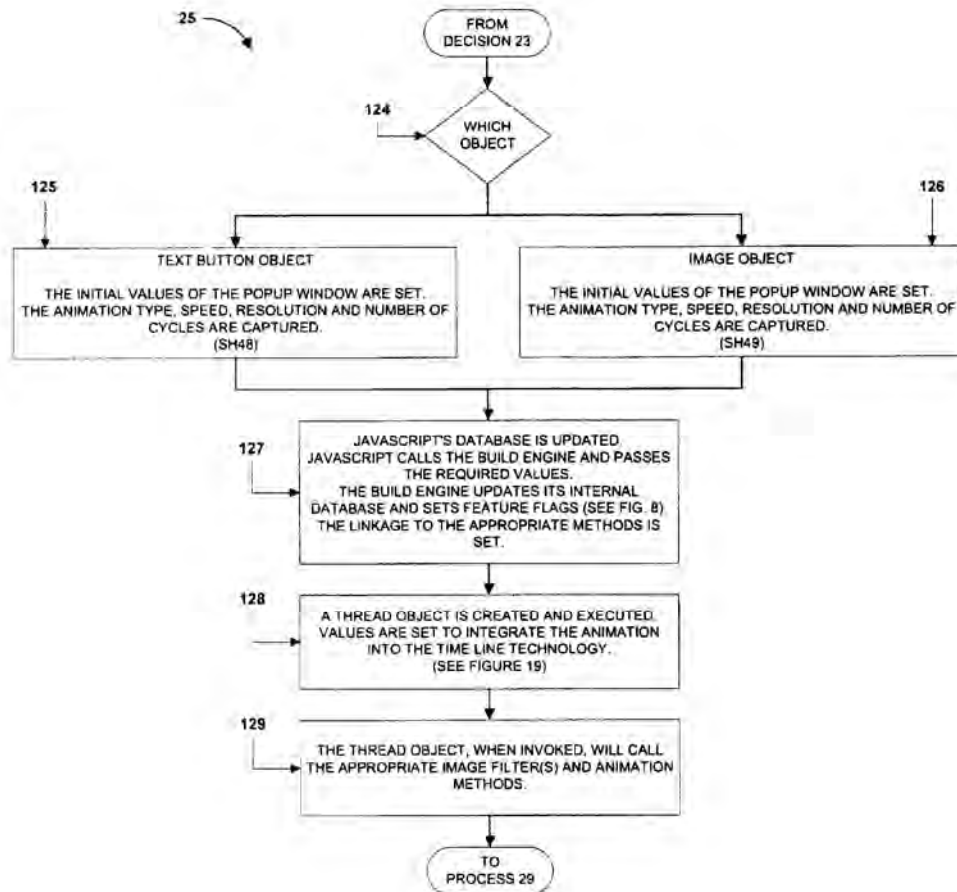 25
FROM
DECISION 23
124
WHICH
OBJECT
125
126
TEXT BUTTON OBJECT
THE INITIAL VALUES OF THE POPUP WINDOW ARE SET.
THE ANIMATION TYPE, SPEED, RESOLUTION AND NUMBER OF
CYCLES ARE CAPTURED.
(SH48)
IMAGE OBJECT
THE INITIAL VALUES OF THE POPUP WINDOW ARE SET.
THE ANIMATION TYPE, SPEED, RESOLUTION AND NUMBER OF
CYCLES ARE CAPTURED.
(SH49)
127
JAVASCRIPT'S DATABASE IS UPDATED
JAVASCRIPT CALLS THE BUILD ENGINE AND PASSES
THE REQUIRED VALUES.
THE BUILD ENGINE UPDATES ITS INTERNAL
DATABASE AND SETS FEATURE FLAGS (SEE FIG. 8)
THE LINKAGE TO THE APPROPRIATE METHODS IS
SET.
128
A THREAD OBJECT IS CREATED AND EXECUTED.
VALUES ARE SET TO INTEGRATE THE ANIMATION
INTO THE TIME LINE TECHNOLOGY.
(SEE FIGURE 19)
129
THE THREAD OBJECT, WHEN INVOKED, WILL CALL
THE APPROPRIATE IMAGE FILTER(S) AND ANIMATION
METHODS.
TO
PROCESS 29